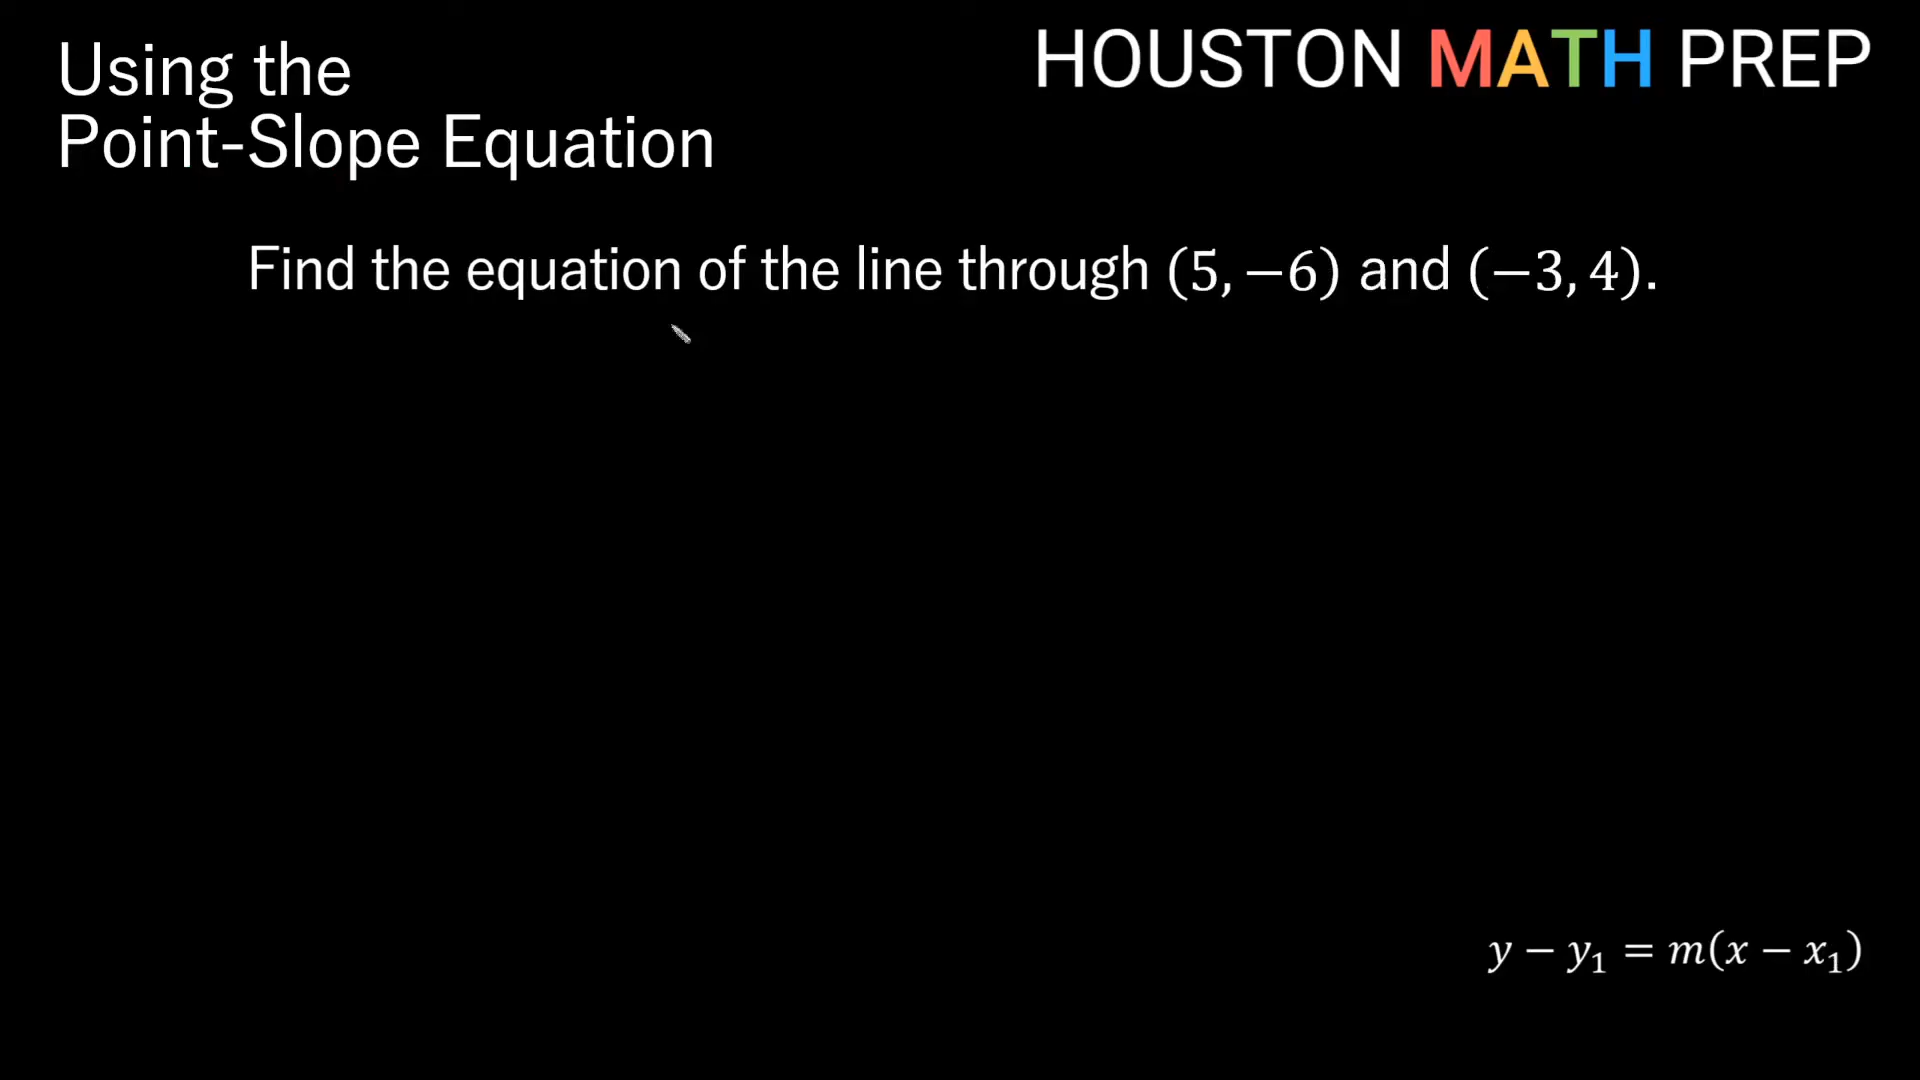 Using the
Point-Slope Equation
HOUSTON MATH PREP
Find the equation of the line through (5, −6) and (−3, 4).
y − y₁ = m(x − x₁)